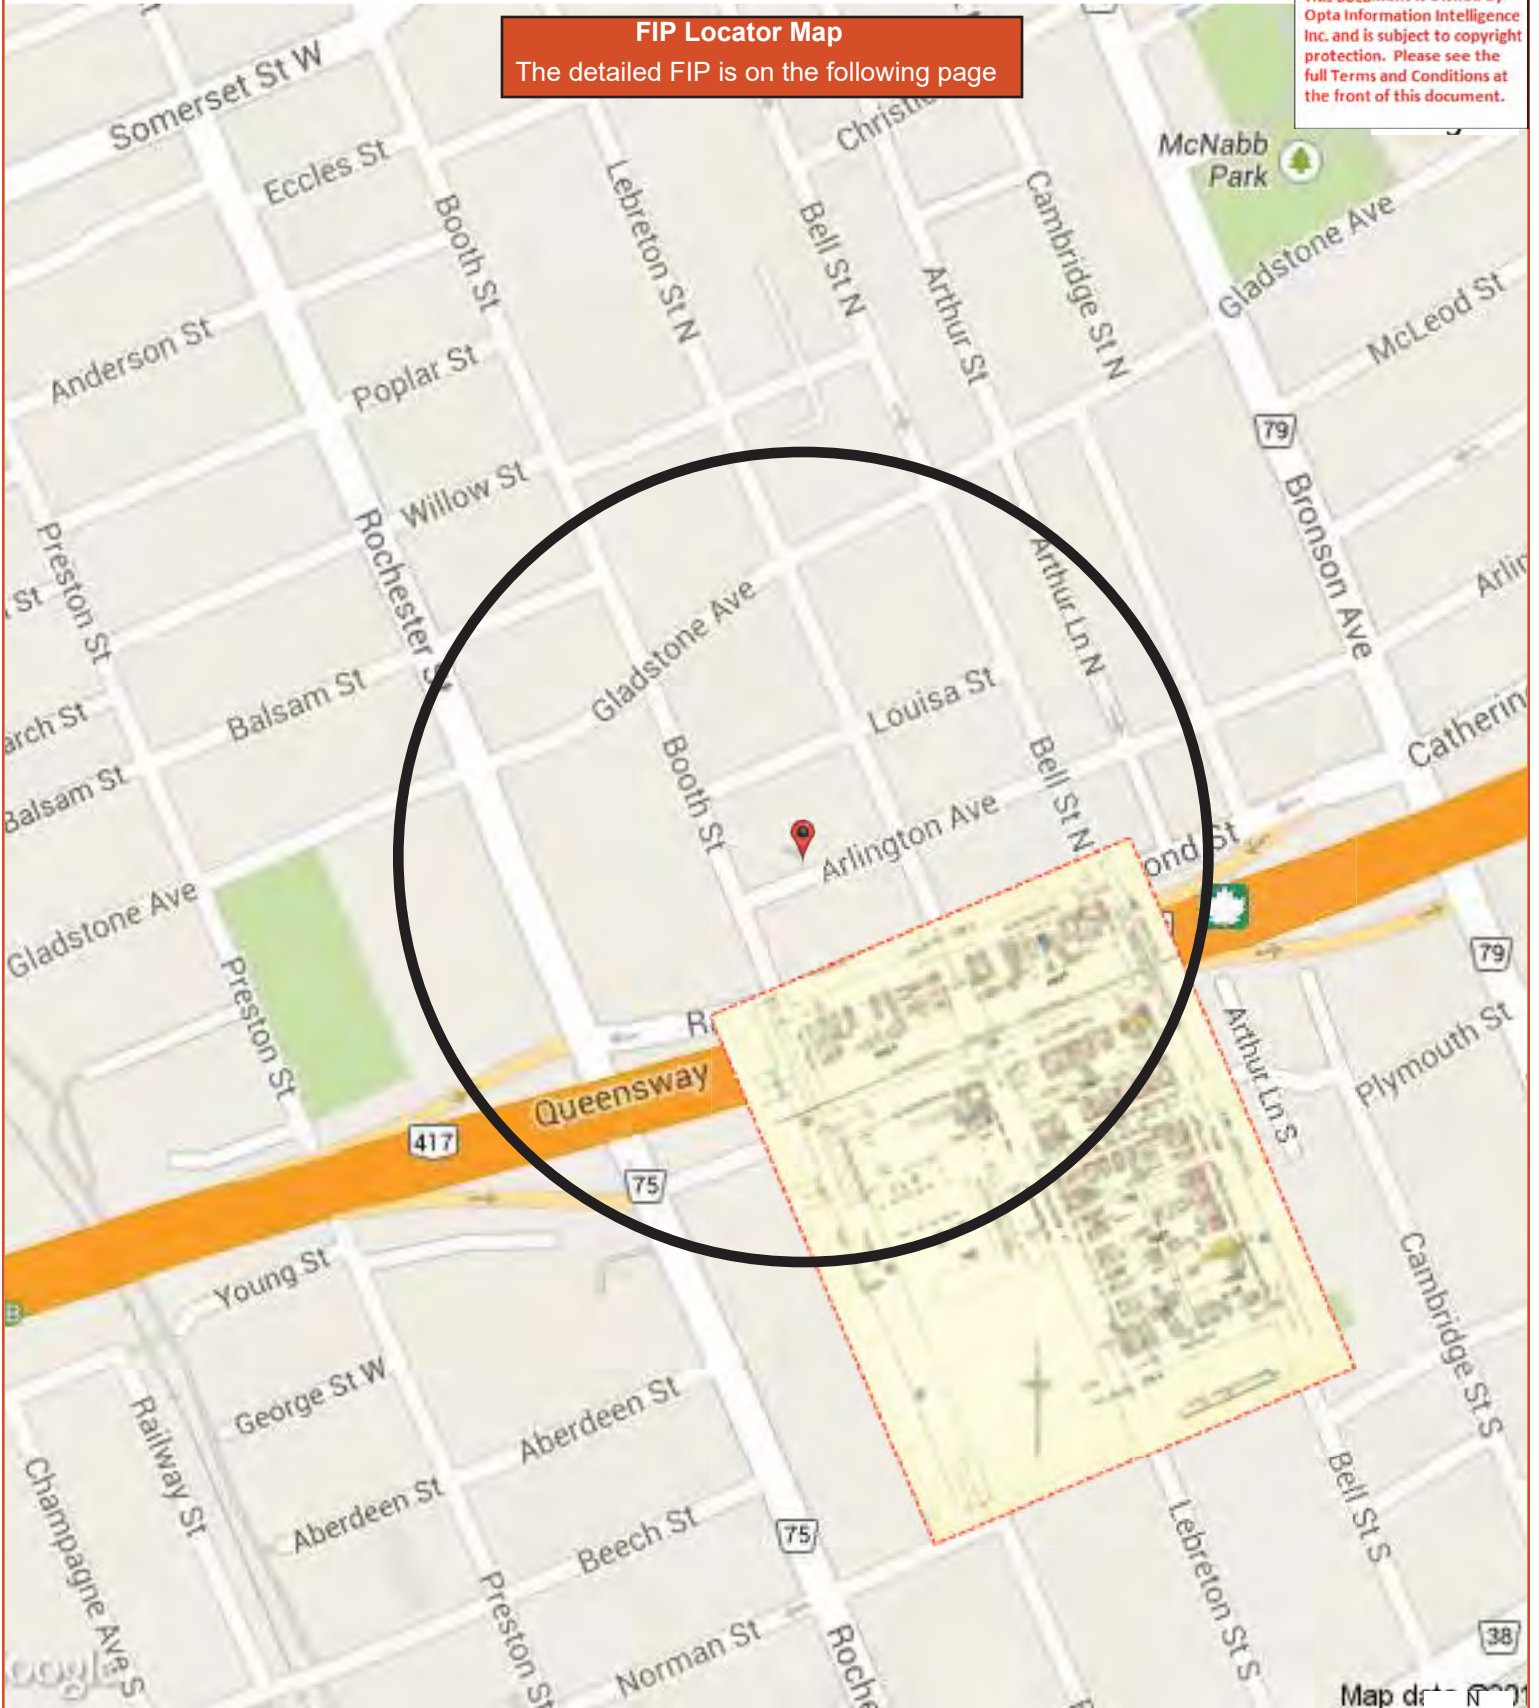 FIP Locator Map
The detailed FIP is on the following page
Opta Information Intelligence
Inc. and is subject to copyright
protection. Please see the
full Terms and Conditions at
the front of this document.
Somerset St W
Eccles St
Booth St
Lebreton St N
Bell St N
Arthur St
Cambridge St N
McNabb
Park
Gladstone Ave
McLeod St
Anderson St
Poplar St
Willow St
79
Preston St
Rochester St
Bronson Ave
St
Arthur Ln N
Balsam St
Gladstone Ave
Louisa St
Balsam St
Booth St
Bell St N
Arlington Ave
Gladstone Ave
Preston St
79
Queensway
417
75
Arthur Ln S
Plymouth St
Young St
Cambridge St S
George St W
Aberdeen St
Railway St
Champagne Ave S
Aberdeen St
Beech St
75
Bell St S
Lebreton St S
Preston St
Norman St
38
Map
N